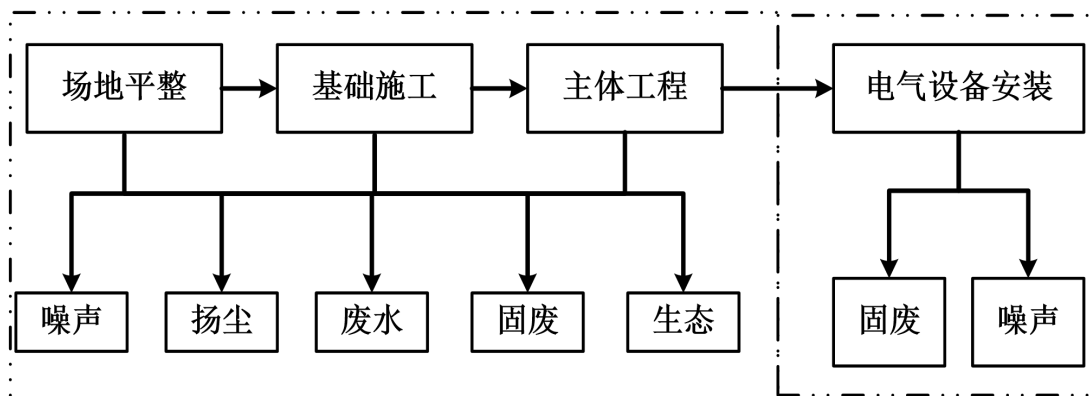 场地平整
基础施工
主体工程
电气设备安装
噪声
扬尘
废水
固废
生态
固废
噪声